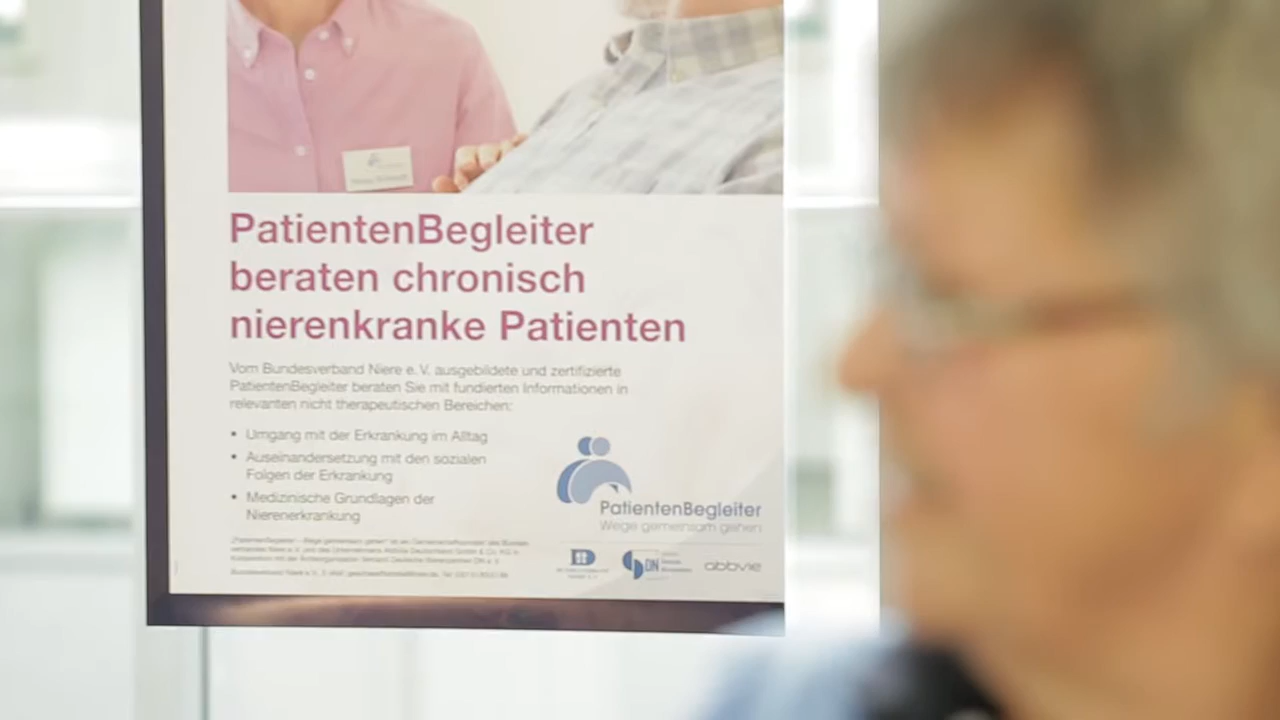 PatientenBegleiter
beraten chronisch
nierenkranke Patienten
Vom Bundesverband Niere e. V. ausgebildete und zertifizierte
PatientenBegleiter beraten Sie mit fundierten Informationen in
relevanten nicht therapeutischen Bereichen:
• Umgang mit der Erkrankung im Alltag
• Auseinandersetzung mit den sozialen
Folgen der Erkrankung
• Medizinische Grundlagen der
Nierenerkrankung
PatientenBegleiter
Wege gemeinsam gehen
DN
abbvie